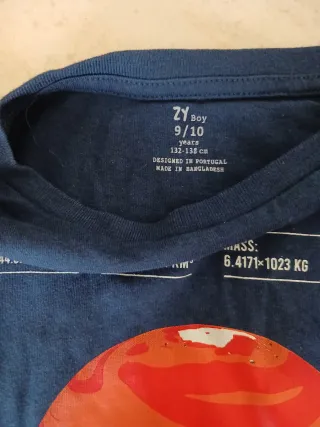 ZY Boy
9/10
years
132-138 cm
DESIGNED IN PORTUGAL
MADE IN BANGLADESH
MASS:
KM³
6.4171×1023 KG